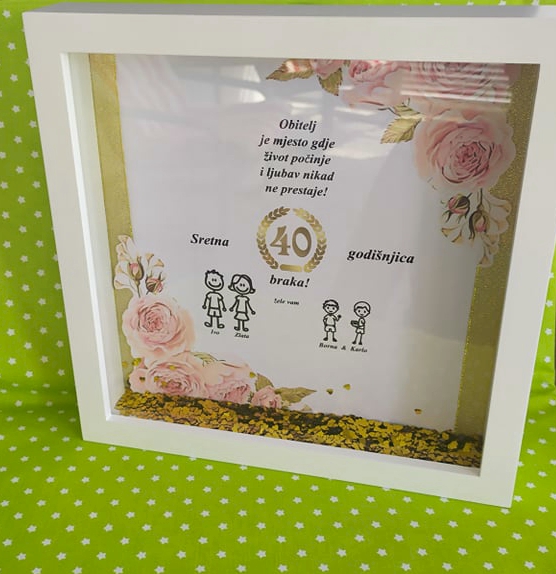 Obitelj
je mjesto gdje
život počinje
i ljubav nikad
ne prestaje!
Sretna 40 godišnjica
braka!
žele vam
Ivo Zlata
Borna & Karlo